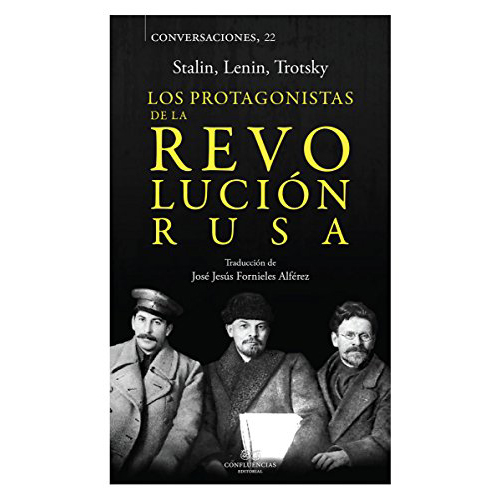 CONVERSACIONES, 22
Stalin, Lenin, Trotsky
LOS PROTAGONISTAS
DE LA
REVO
LUCIÓN
RUSA
Traducción de
José Jesús Fornieles Alférez
CONFLUENCIAS
EDITORIAL